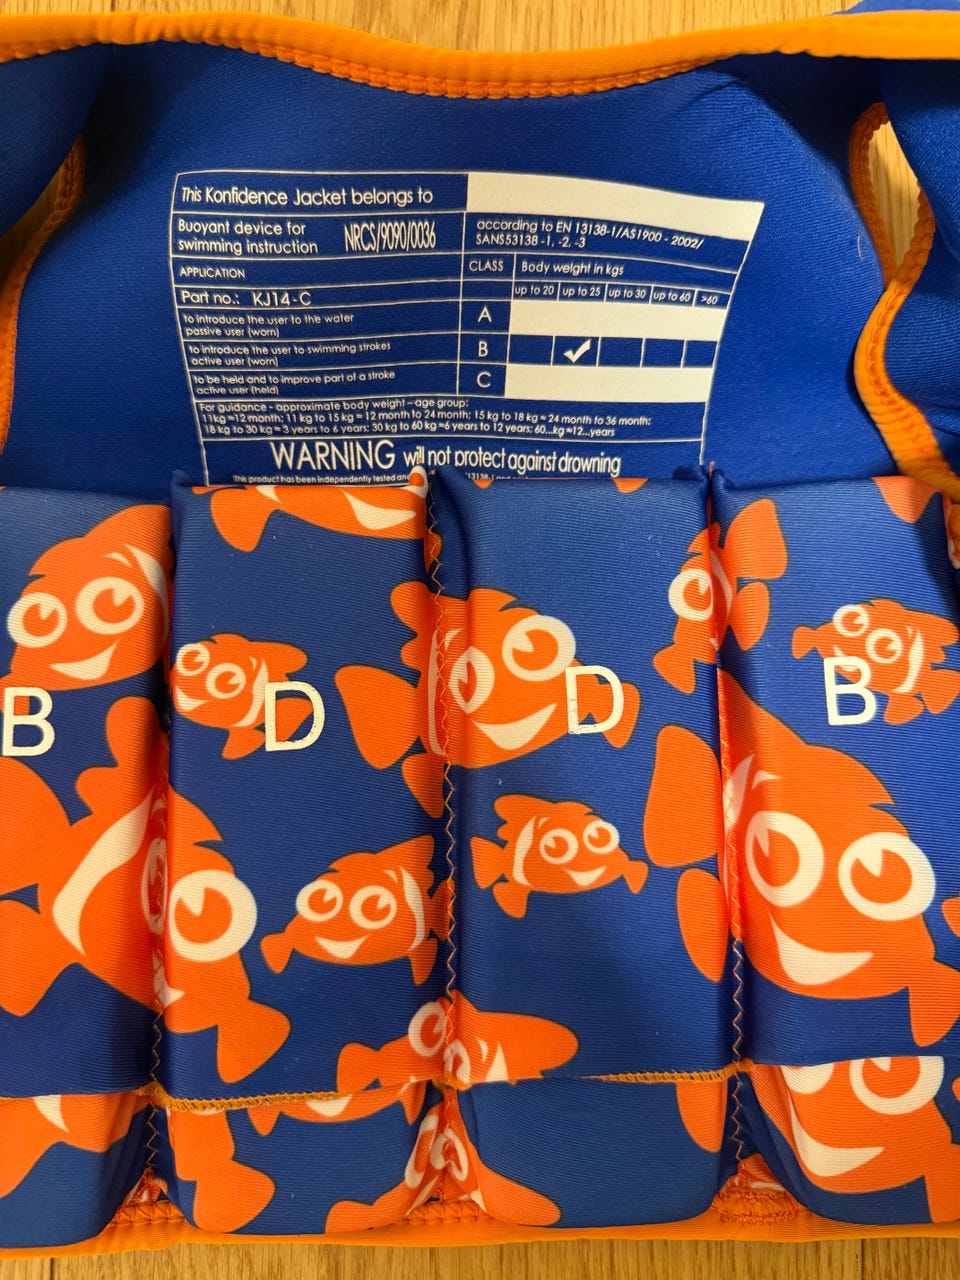 This Konfidence Jacket belongs to
Buoyant device for
swimming instruction
NRCS/9090/0036
according to EN 13138-1/AS1900 - 2002/
SANS53138 -1, -2, -3
APPLICATION
CLASS
Body weight in kgs
Part no.: KJ14-C
up to 20 up to 25 up to 30 up to 60 >60
to introduce the user to the water
passive user (worn)
A
to introduce the user to swimming strokes
active user (worn)
B
to be held and to improve part of a stroke
active user (held)
C
For guidance - approximate body weight – age group:
11kg ≈12 month: 11 kg to 15 kg ≈ 12 month to 24 month; 15 kg to 18 kg ≈ 24 month to 36 month:
18 kg to 30 kg ≈ 3 years to 6 years: 30 kg to 60 kg ≈6 years to 12 years; 60...kg ≈12...years
WARNING will not protect against drowning
This product has been independently tested and
B D D B